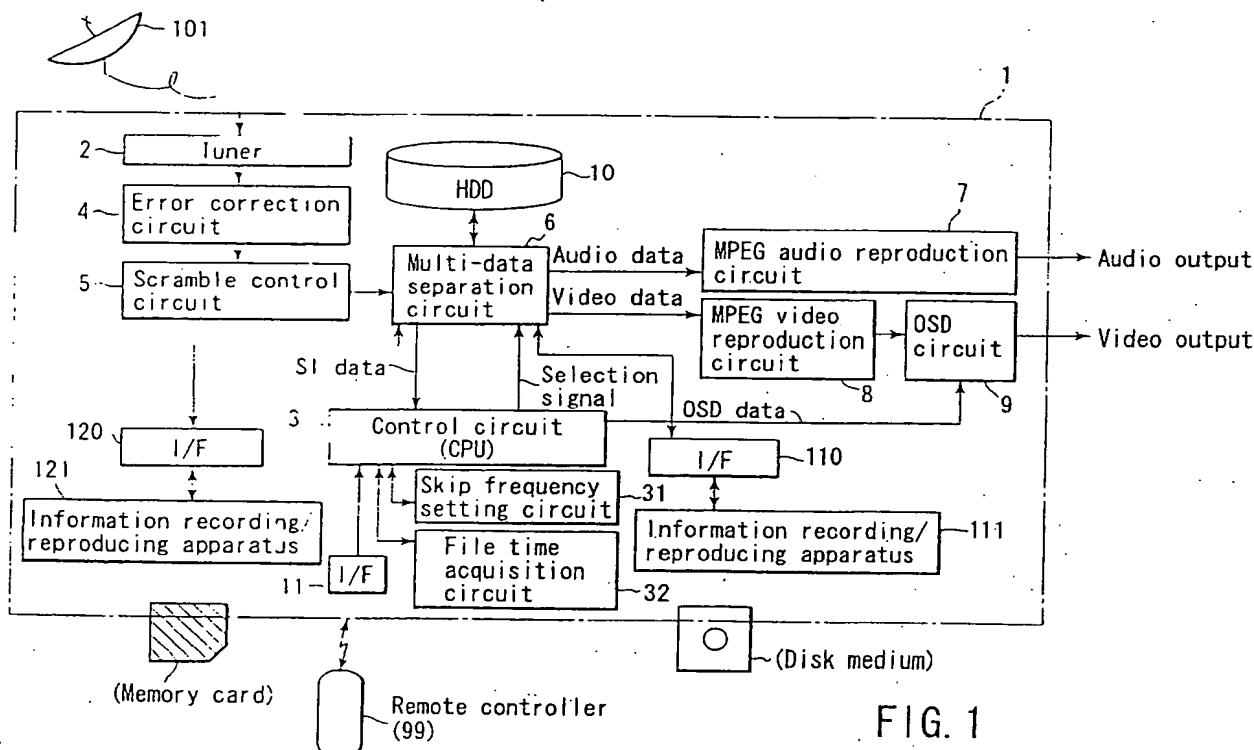 101
1
2
Tuner
HDD
10
4
Error correction
circuit
6
7
5
Scramble control
circuit
Multi-data
separation
circuit
Audio data
Video data
MPEG audio reproduction
circuit
Audio output
MPEG video
reproduction
circuit
8
OSD
circuit
9
Video output
SI data
Selection
signal
OSD data
3
Control circuit
(CPU)
120
I/F
I/F
110
121
Information recording/
reproducing apparatus
Skip frequency
setting circuit
31
Information recording/
reproducing apparatus
111
11
I/F
File time
acquisition
circuit
32
(Memory card)
(Disk medium)
Remote controller
(99)
FIG. 1